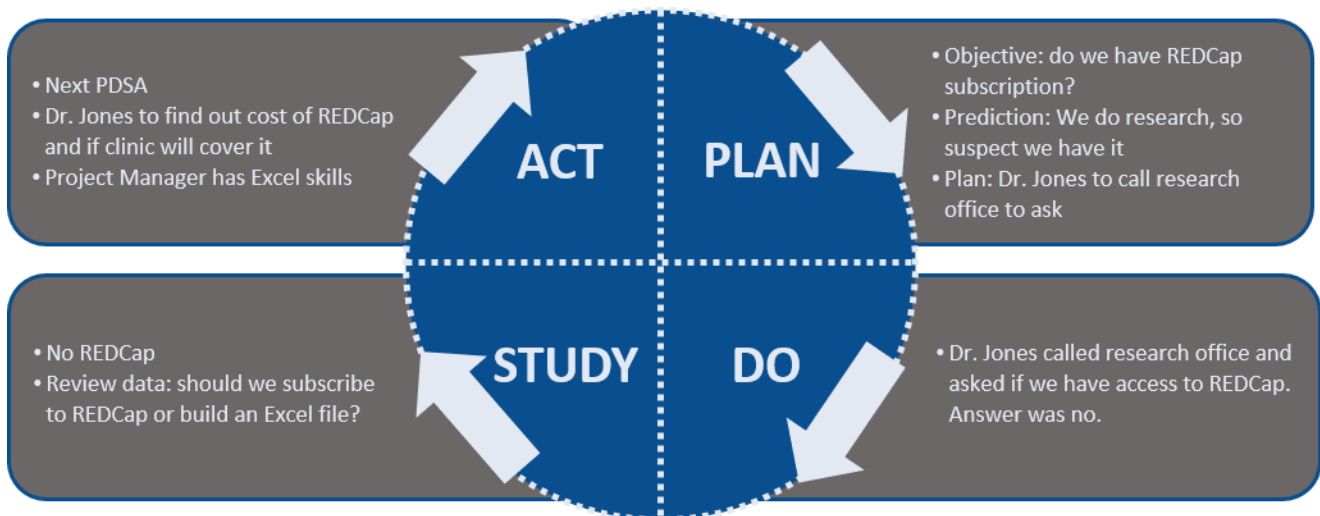 • Next PDSA
• Dr. Jones to find out cost of REDCap
and if clinic will cover it
• Project Manager has Excel skills
ACT
PLAN
• Objective: do we have REDCap
subscription?
• Prediction: We do research, so
suspect we have it
• Plan: Dr. Jones to call research
office to ask
• No REDCap
• Review data: should we subscribe
to REDCap or build an Excel file?
STUDY
DO
• Dr. Jones called research office and
asked if we have access to REDCap.
Answer was no.